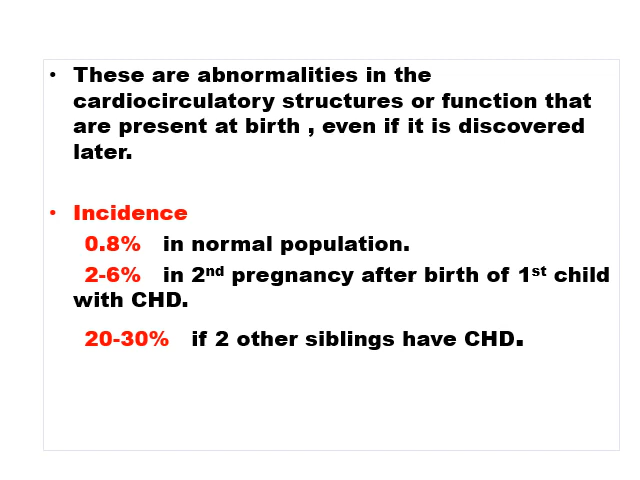 • These are abnormalities in the
cardiocirculatory structures or function that
are present at birth , even if it is discovered
later.
• Incidence
0.8% in normal population.
2-6% in 2nd pregnancy after birth of 1st child
with CHD.
20-30% if 2 other siblings have CHD.